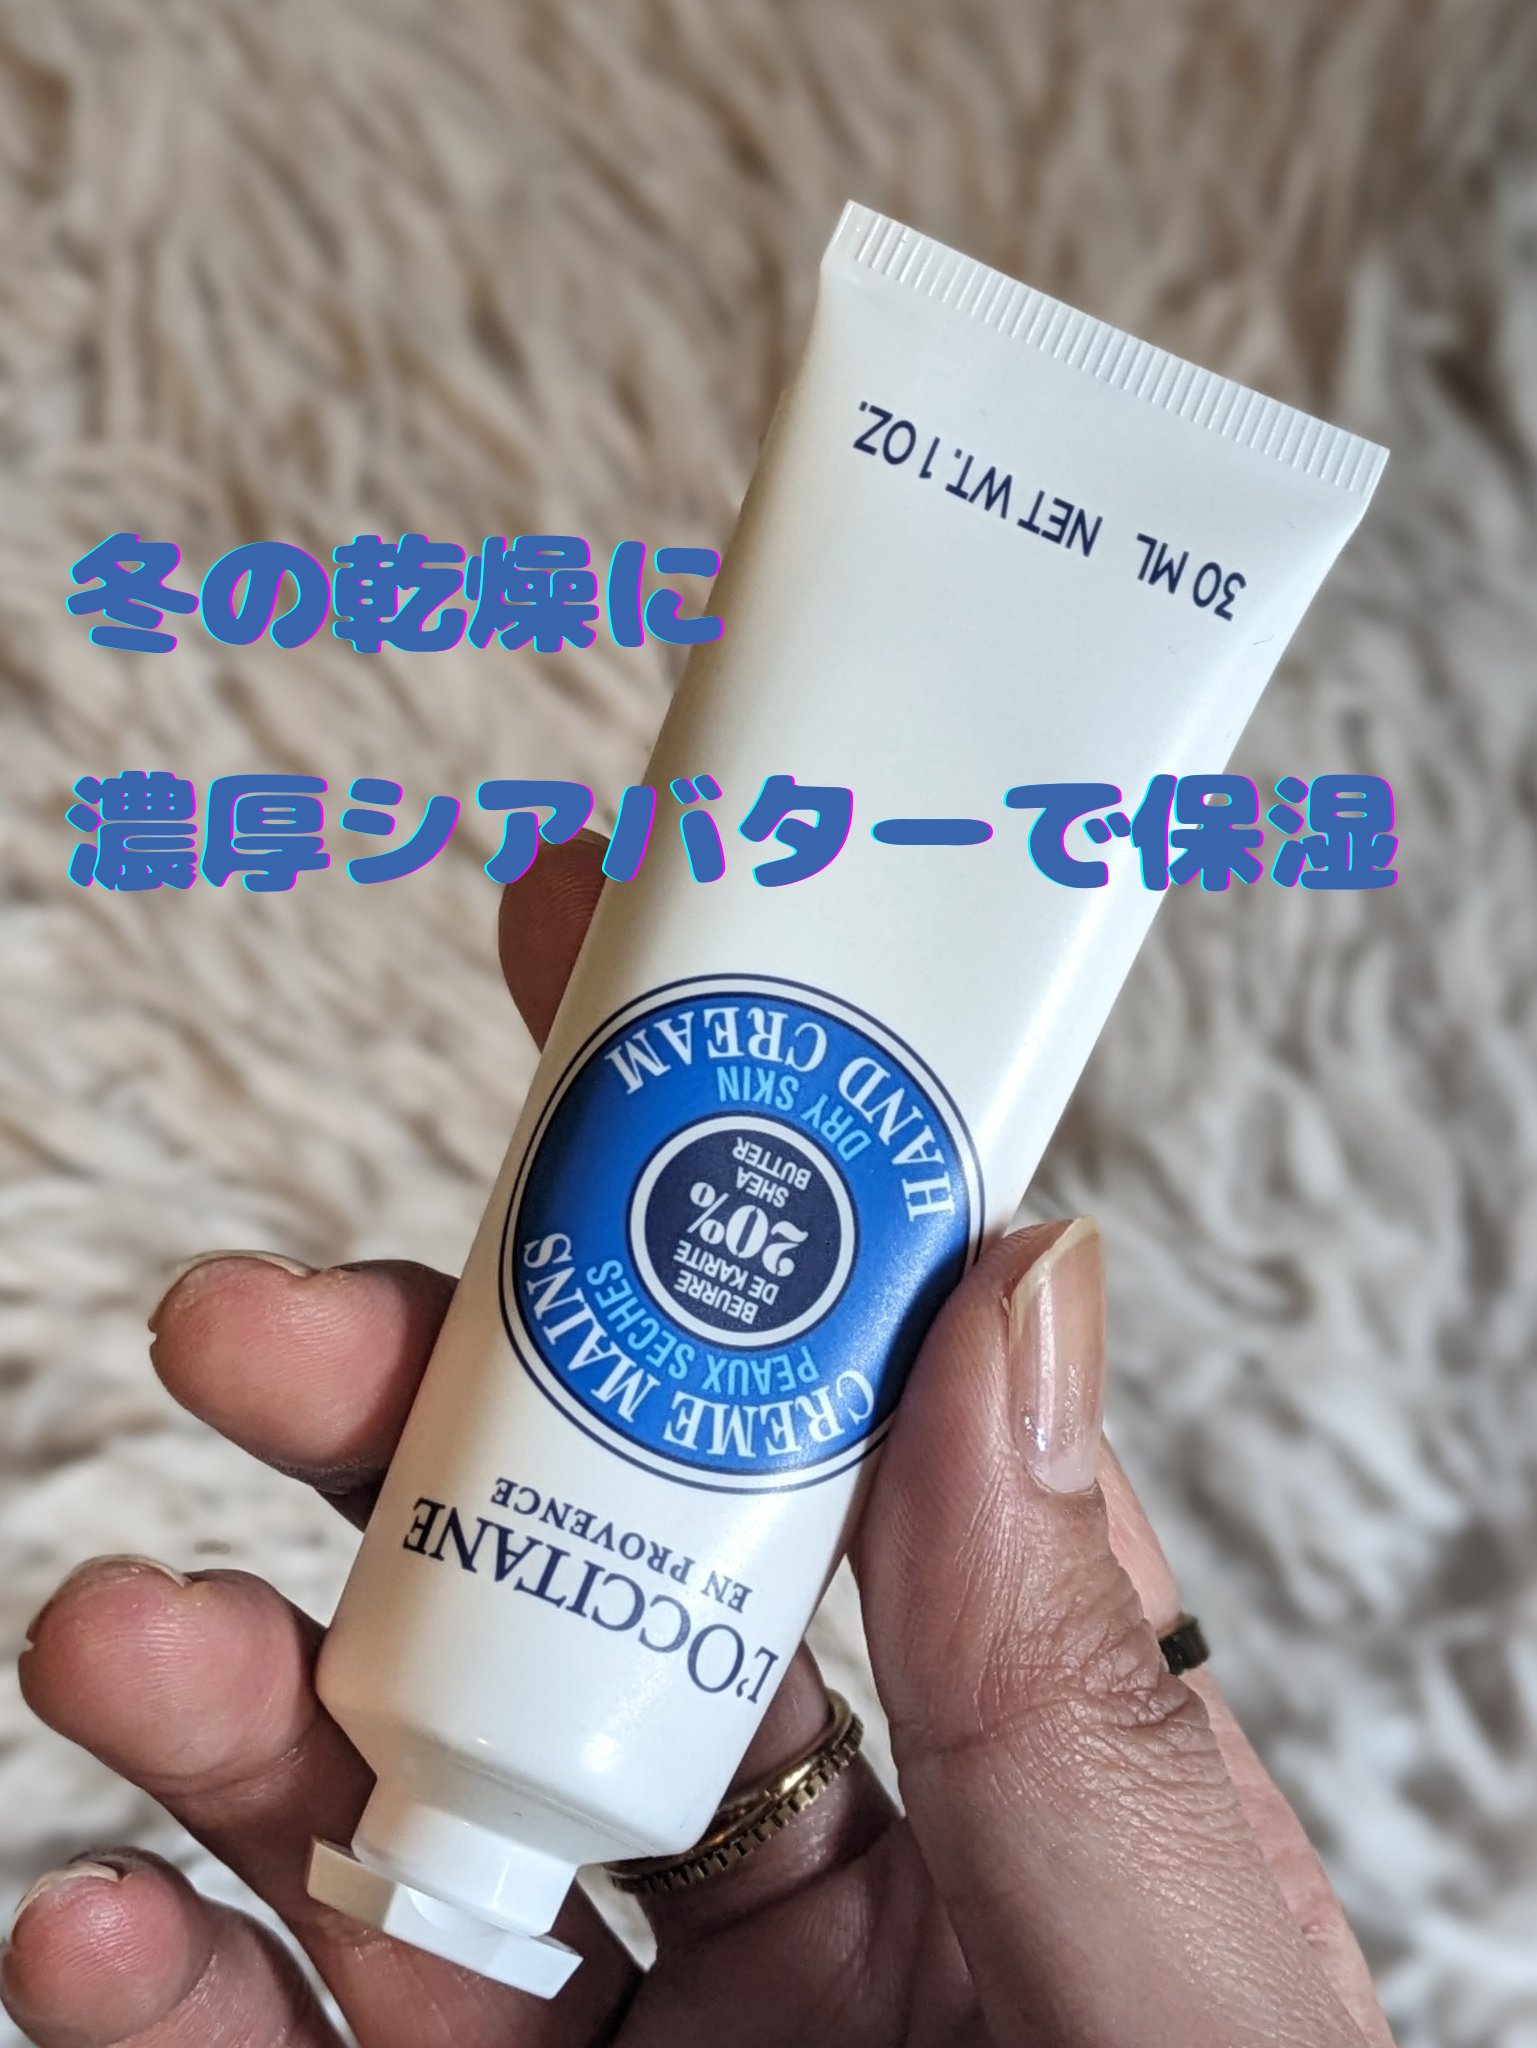 冬の乾燥に
濃厚シアバターで保湿
L'OCCITANE
EN PROVENCE
CREME MAINS
PEAUX SECHES
BEURRE
DE KARITE
20%
SHEA
BUTTER
DRY SKIN
HAND CREAM
30 ML NET WT. 1 OZ.